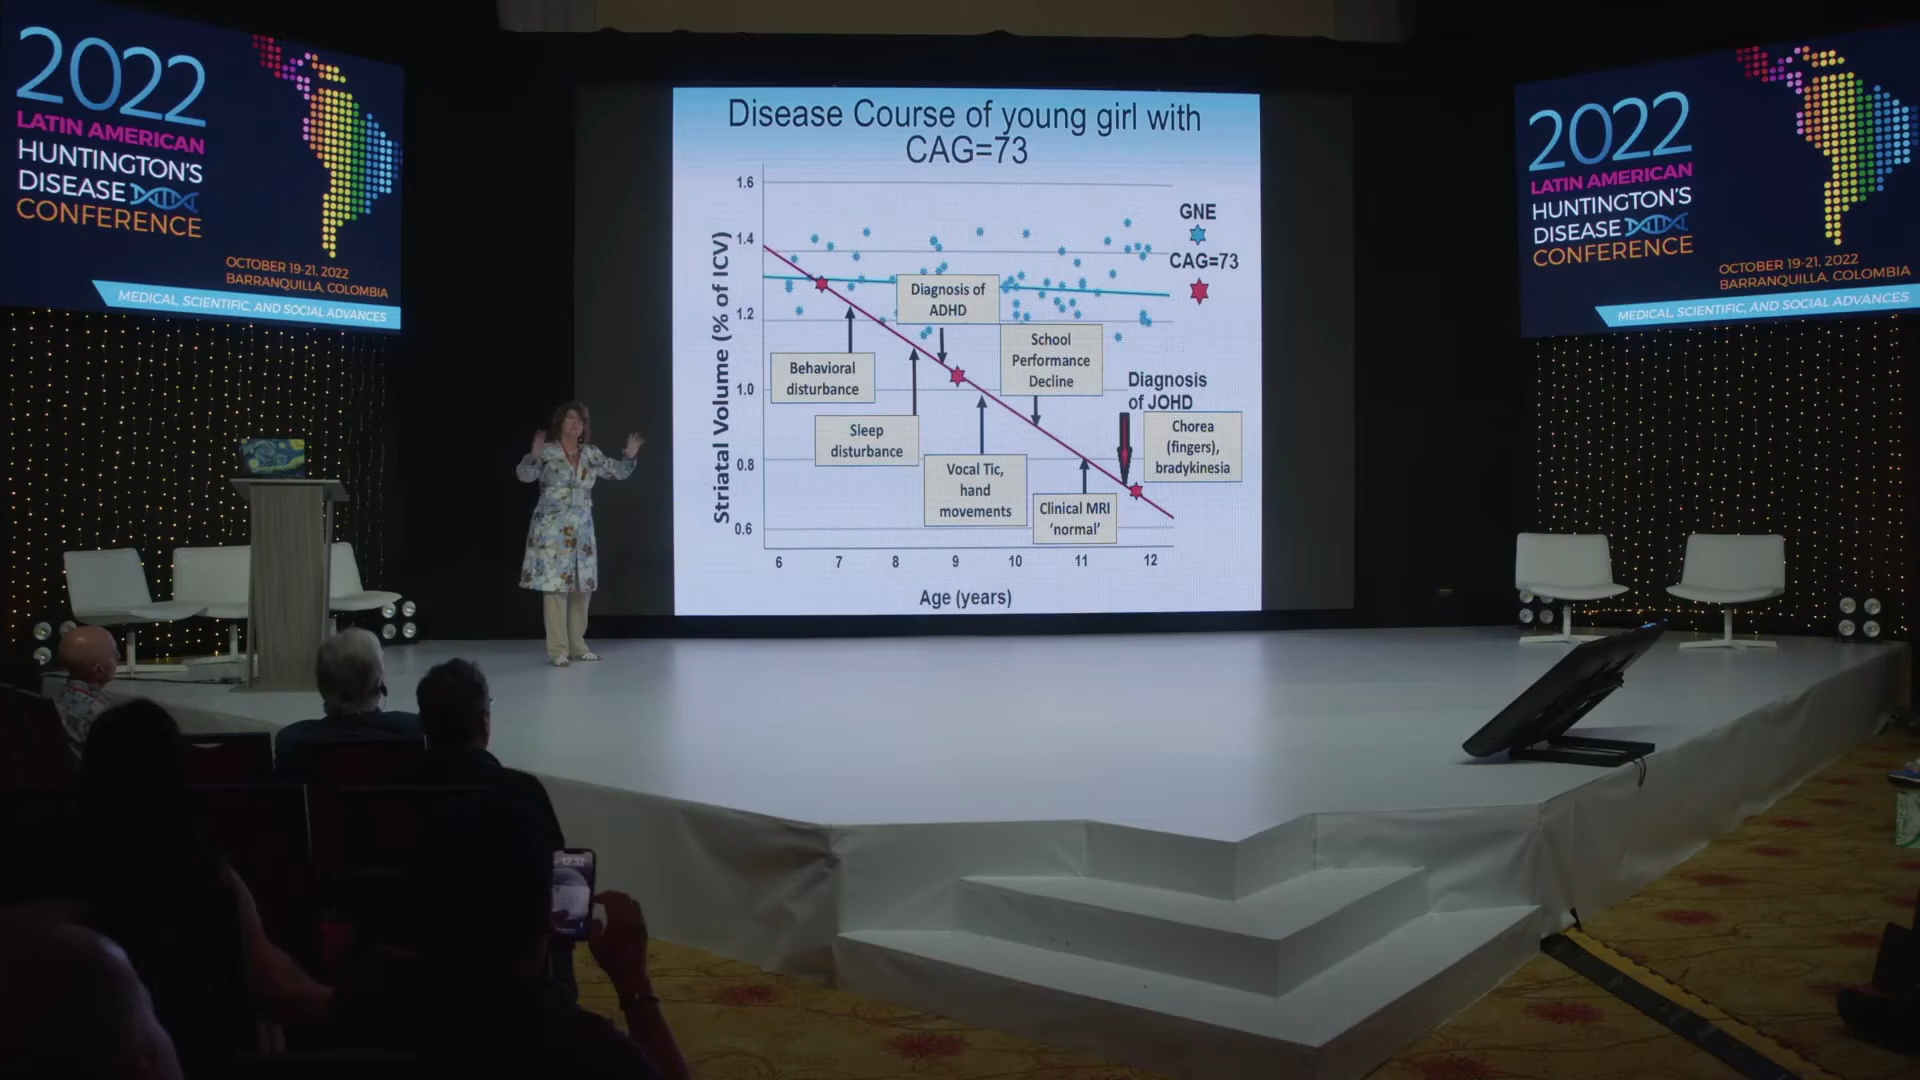 2022
LATIN AMERICAN
HUNTINGTON'S
DISEASE
CONFERENCE
OCTOBER 19-21, 2022
BARRANQUILLA, COLOMBIA
MEDICAL, SCIENTIFIC, AND SOCIAL ADVANCES
Disease Course of young girl with
CAG=73
Striatal Volume (% of ICV)
1.6
1.4
1.2
1.0
0.8
0.6
GNE
CAG=73
Diagnosis of
ADHD
School
Performance
Decline
Behavioral
disturbance
Diagnosis
of JOHD
Sleep
disturbance
Chorea
(fingers),
bradykinesia
Vocal Tic,
hand
movements
Clinical MRI
'normal'
6 7 8 9 10 11 12
Age (years)
2022
LATIN AMERICAN
HUNTINGTON'S
DISEASE
CONFERENCE
OCTOBER 19-21, 2022
BARRANQUILLA, COLOMBIA
MEDICAL, SCIENTIFIC, AND SOCIAL ADVANCES
12:32